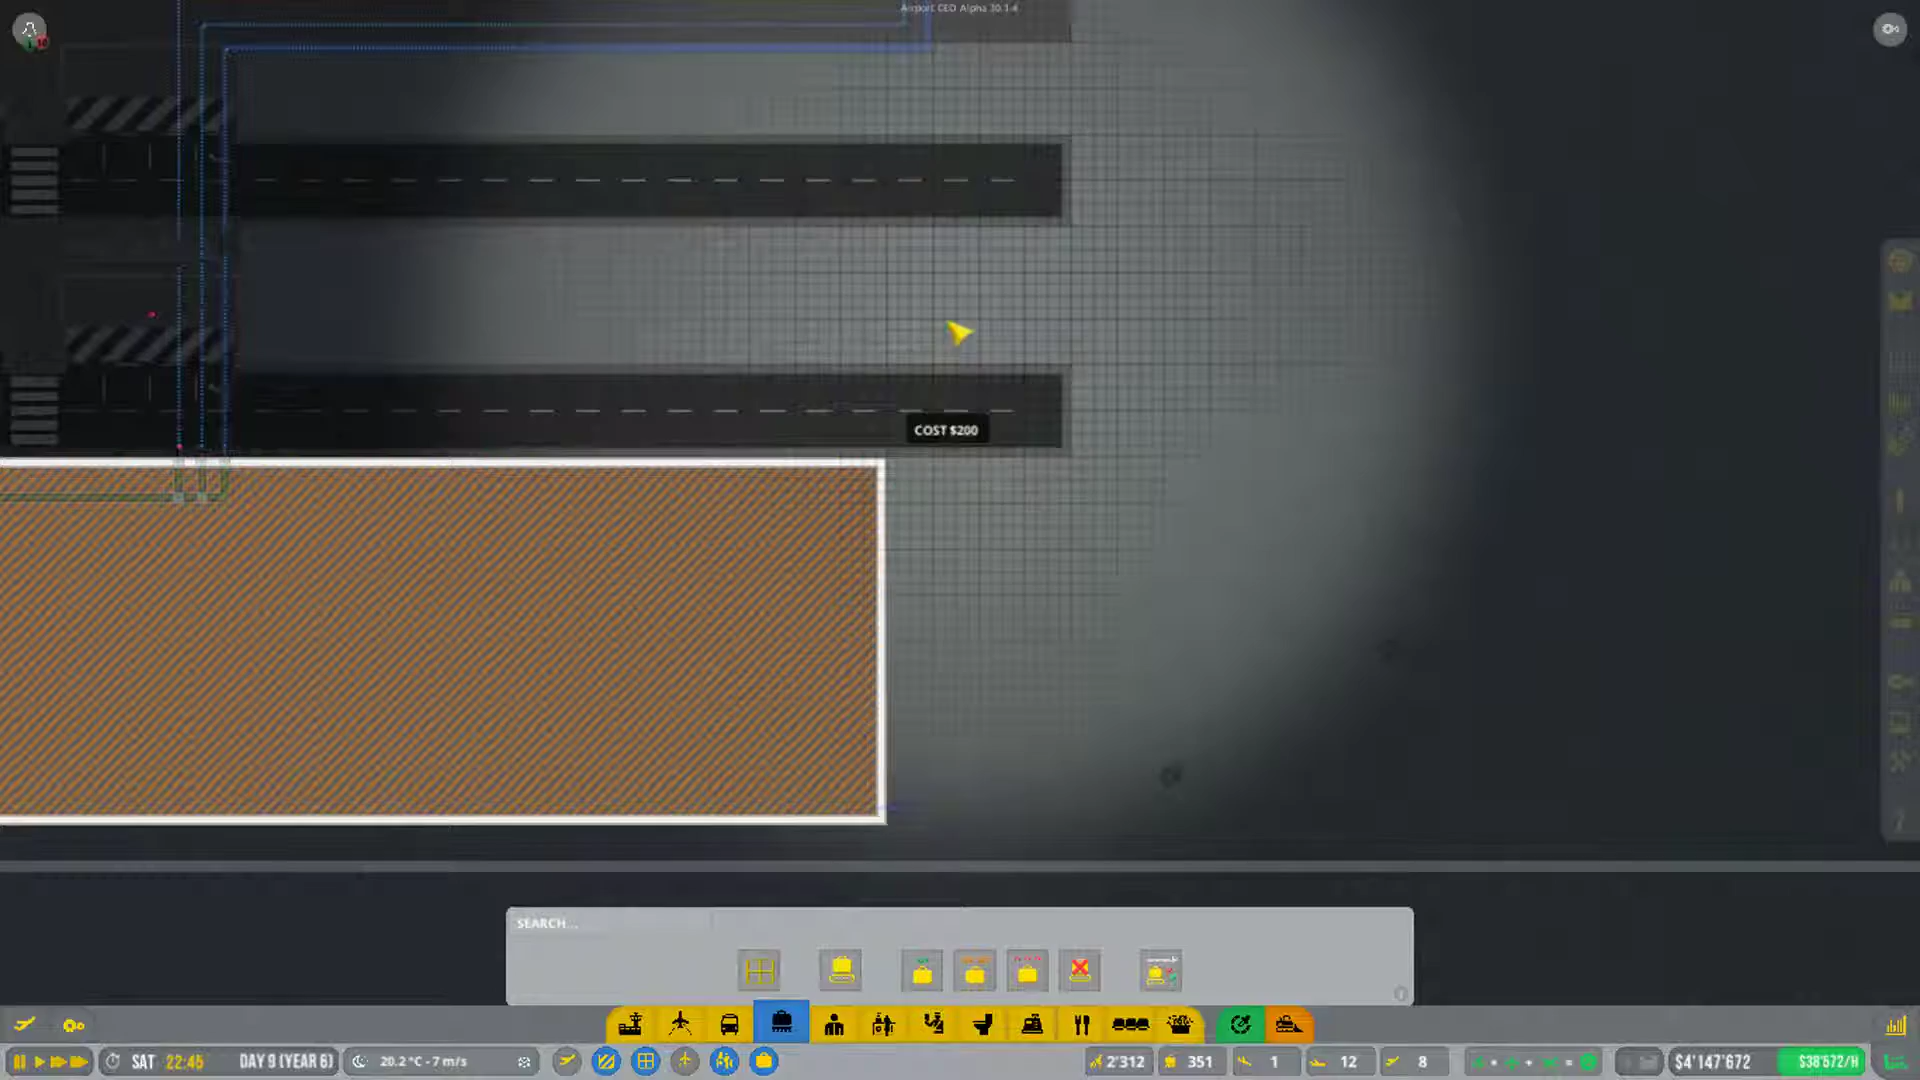 Airport CEO Alpha 30.1-4
COST $200
SEARCH...
SAT 22:45 DAY 9 (YEAR 6) 20.2 °C - 7 m/s 2'312 351 1 12 8 $4'147'672 $38'672/H